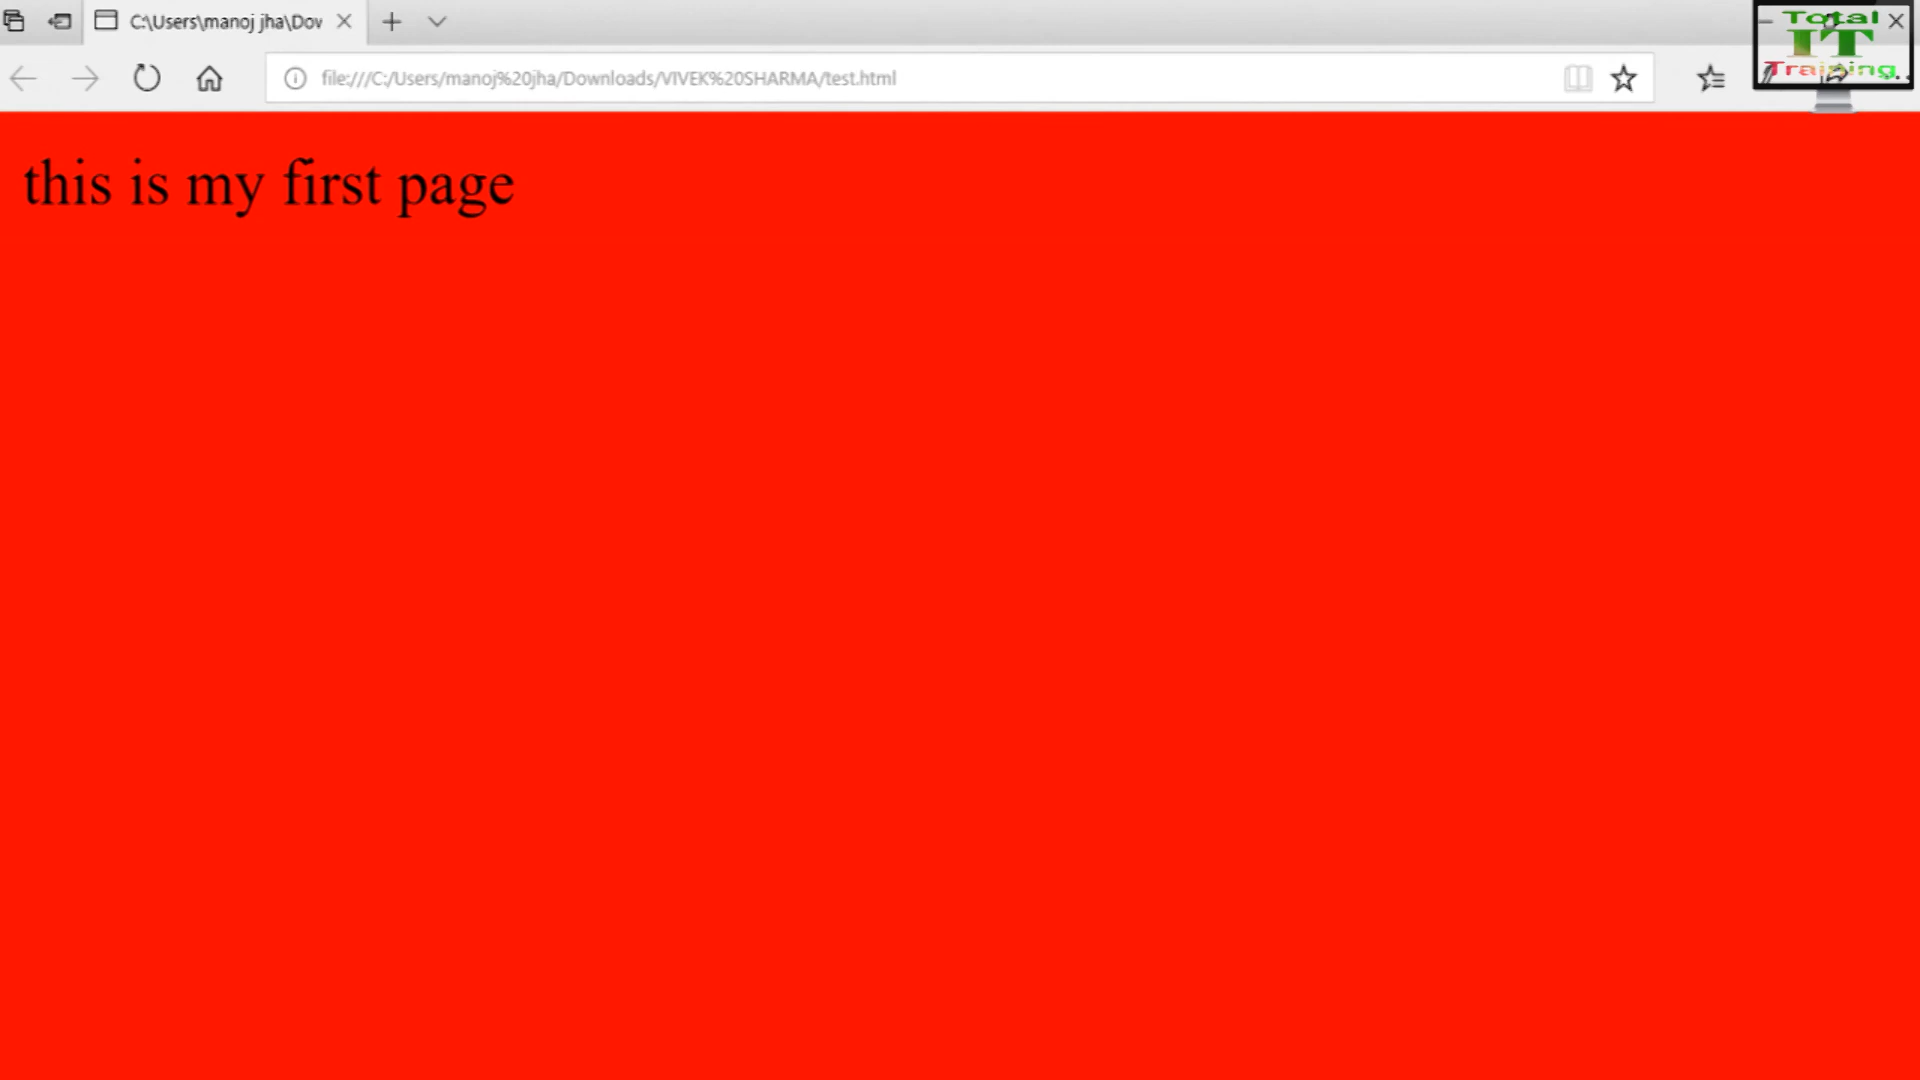 C:\Users\manoj jha\Dov
file:///C:/Users/manoj%20jha/Downloads/VIVEK%20SHARMA/test.html
Total
IT
Training
this is my first page